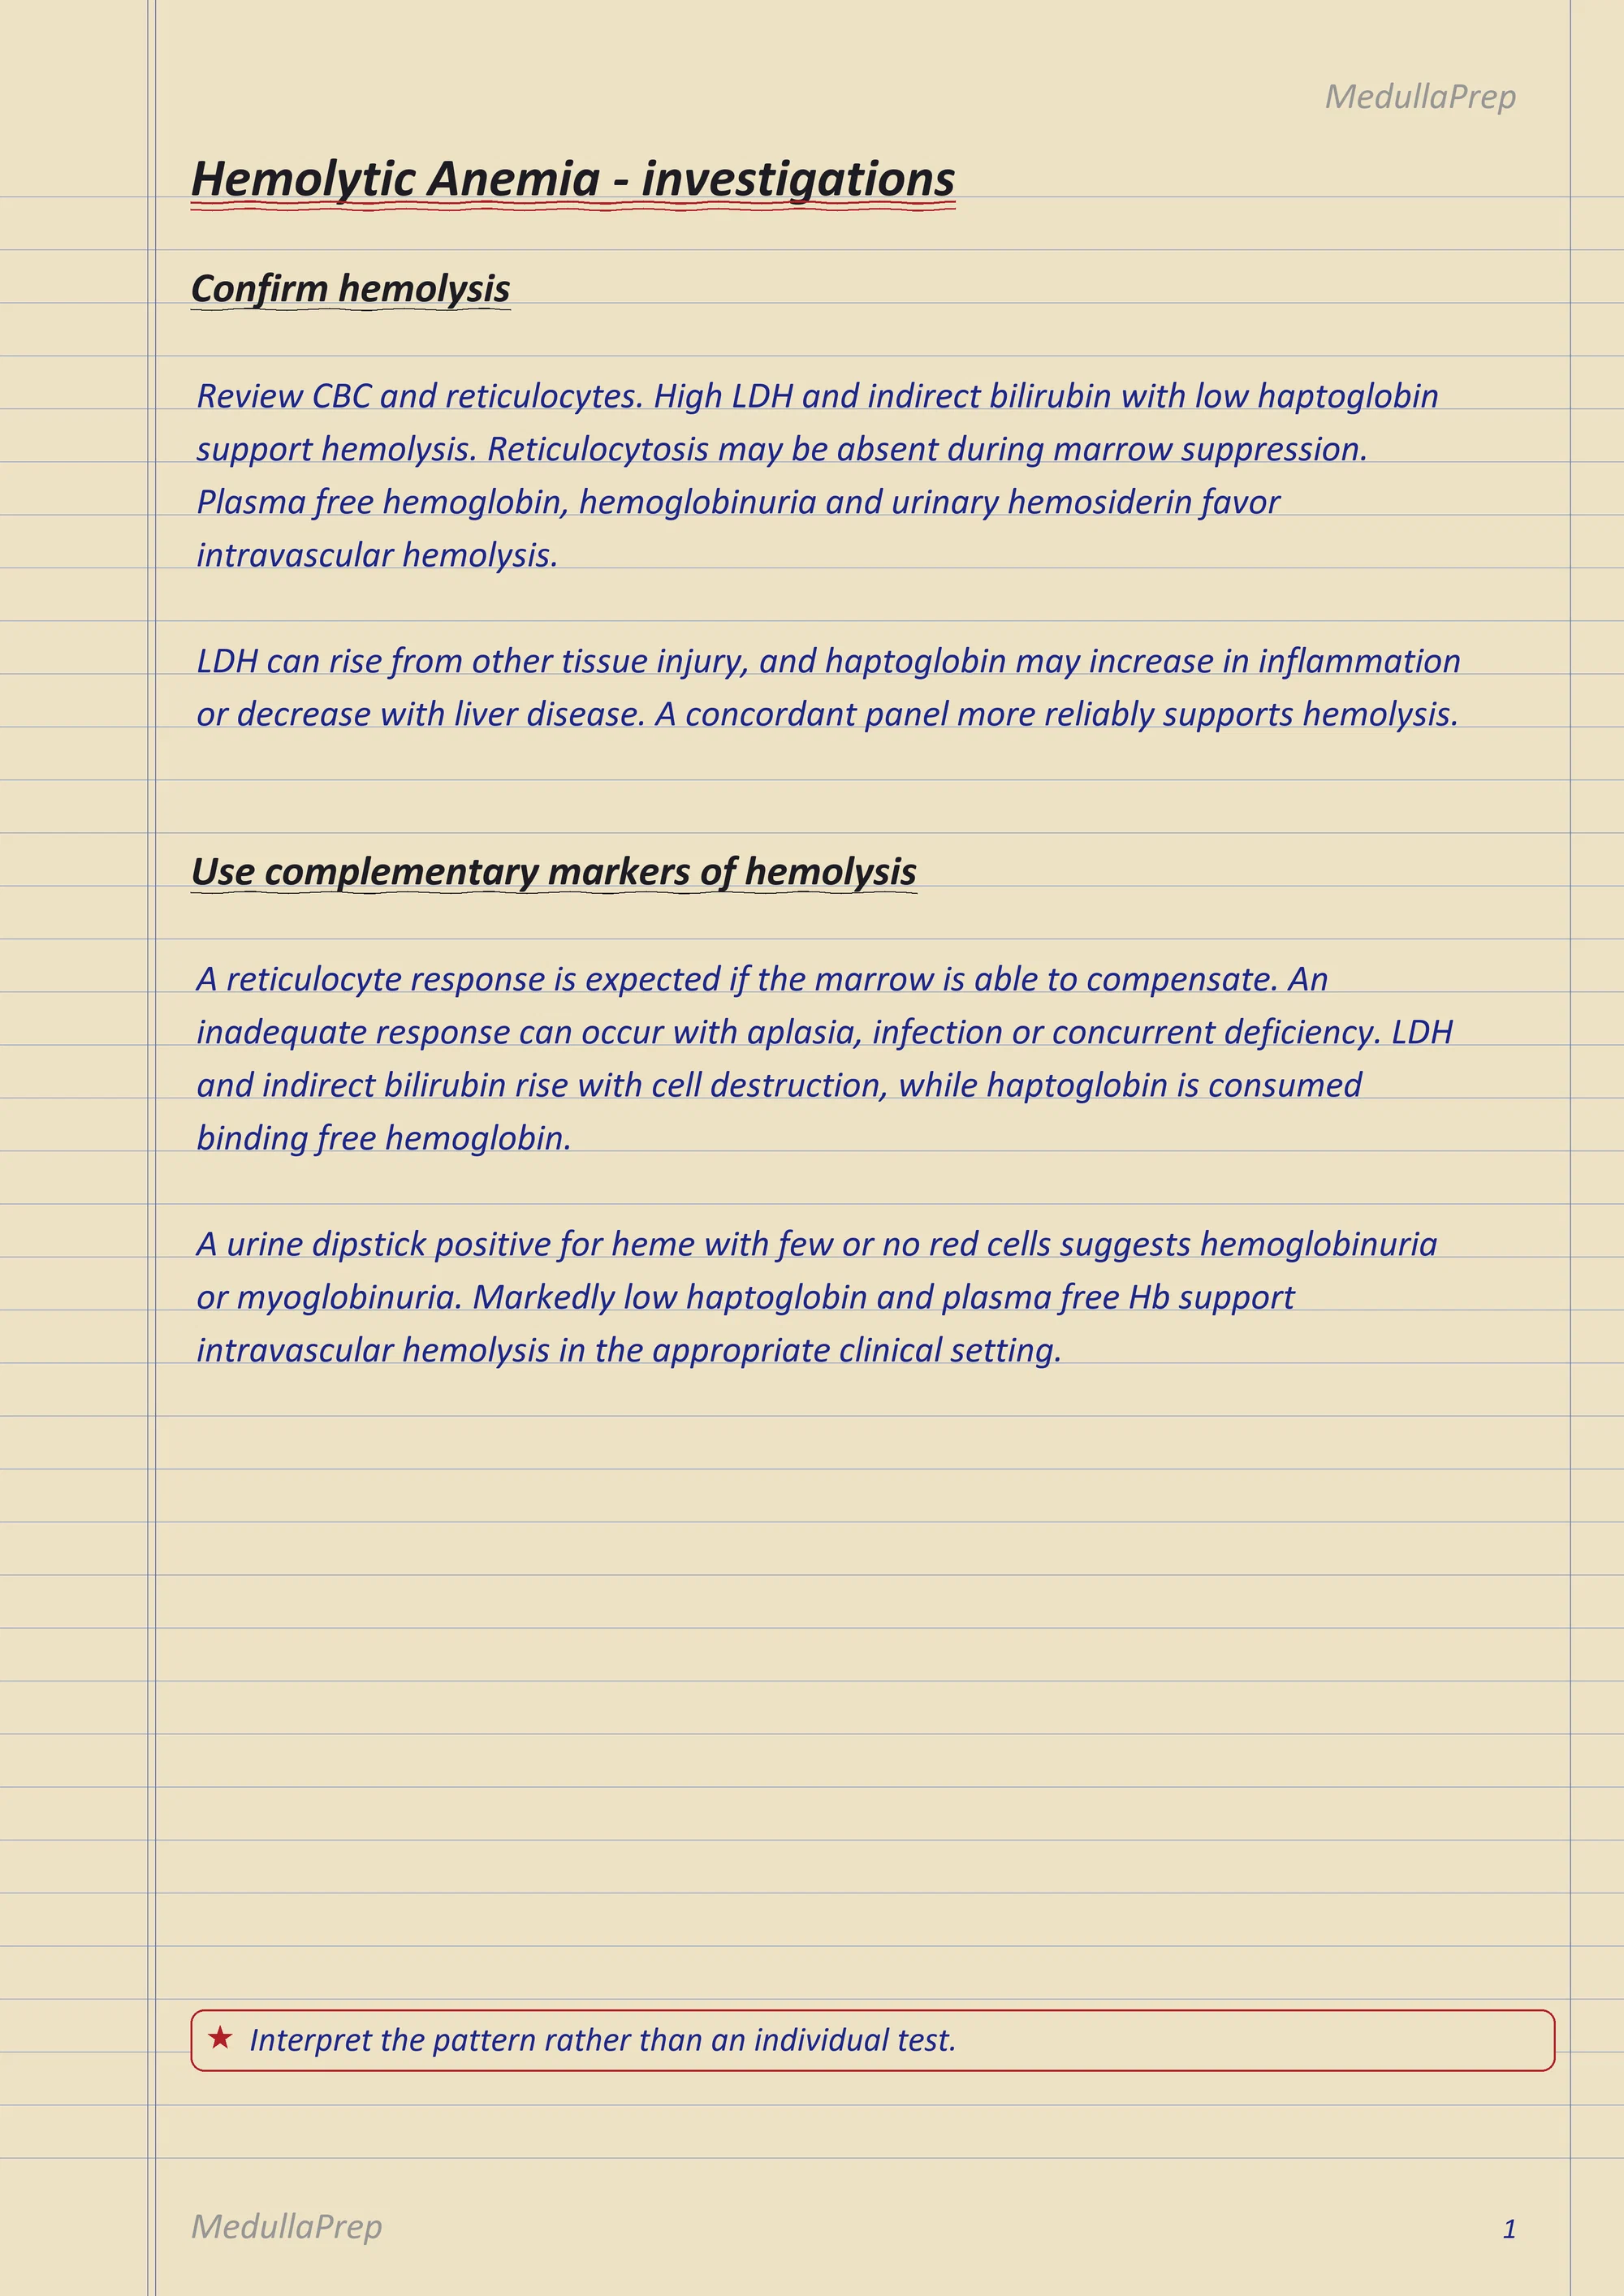 MedullaPrep
Hemolytic Anemia - investigations
Confirm hemolysis
Review CBC and reticulocytes. High LDH and indirect bilirubin with low haptoglobin
support hemolysis. Reticulocytosis may be absent during marrow suppression.
Plasma free hemoglobin, hemoglobinuria and urinary hemosiderin favor
intravascular hemolysis.
LDH can rise from other tissue injury, and haptoglobin may increase in inflammation
or decrease with liver disease. A concordant panel more reliably supports hemolysis.
Use complementary markers of hemolysis
A reticulocyte response is expected if the marrow is able to compensate. An
inadequate response can occur with aplasia, infection or concurrent deficiency. LDH
and indirect bilirubin rise with cell destruction, while haptoglobin is consumed
binding free hemoglobin.
A urine dipstick positive for heme with few or no red cells suggests hemoglobinuria
or myoglobinuria. Markedly low haptoglobin and plasma free Hb support
intravascular hemolysis in the appropriate clinical setting.
★ Interpret the pattern rather than an individual test.
MedullaPrep
1